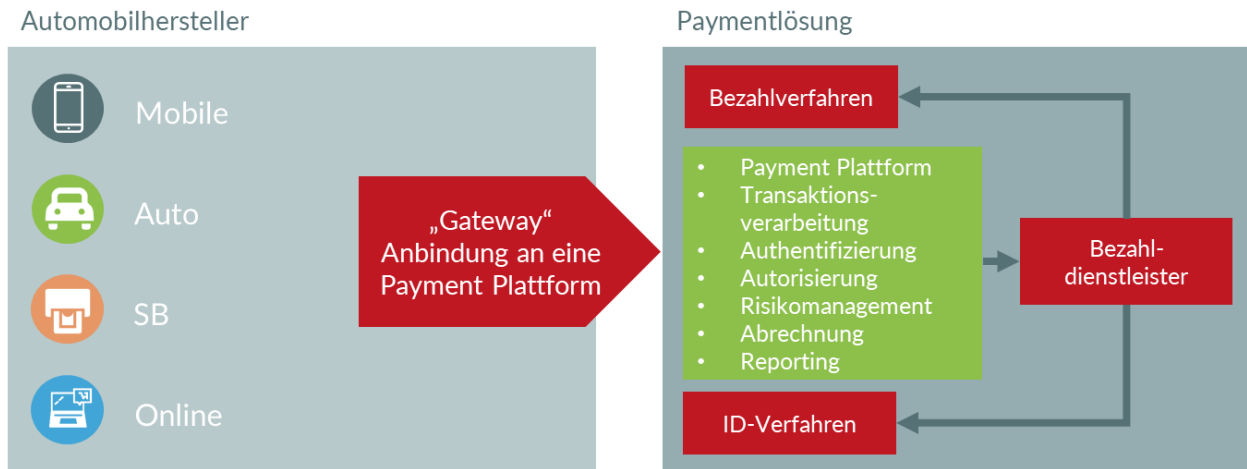 Automobilhersteller
Mobile
Auto
SB
Online
„Gateway“
Anbindung an eine
Payment Plattform
Paymentlösung
Bezahlverfahren
• Payment Plattform
• Transaktions-
verarbeitung
• Authentifizierung
• Autorisierung
• Risikomanagement
• Abrechnung
• Reporting
Bezahl-
dienstleister
ID-Verfahren